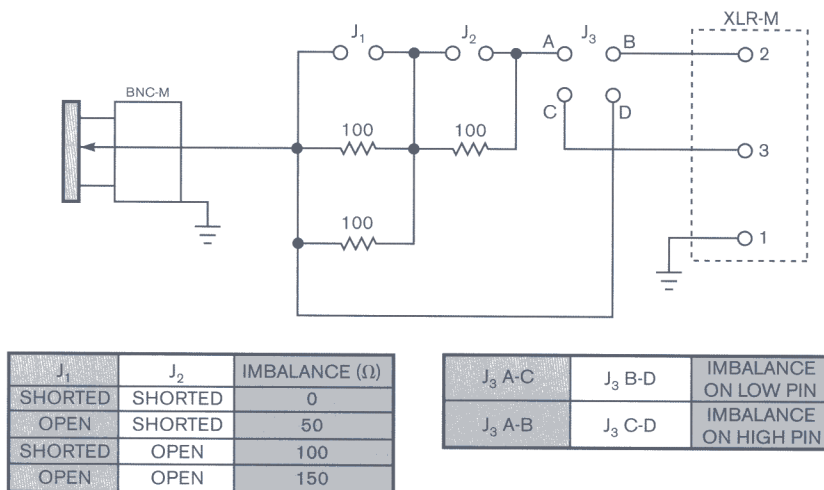 XLR-M
J1
J2
A
J3
B
2
BNC-M
C
D
100
100
3
100
1
J1 J2 IMBALANCE (Ω)
SHORTED SHORTED 0
OPEN SHORTED 50
SHORTED OPEN 100
OPEN OPEN 150
J3 A-C J3 B-D IMBALANCE
ON LOW PIN
J3 A-B J3 C-D IMBALANCE
ON HIGH PIN